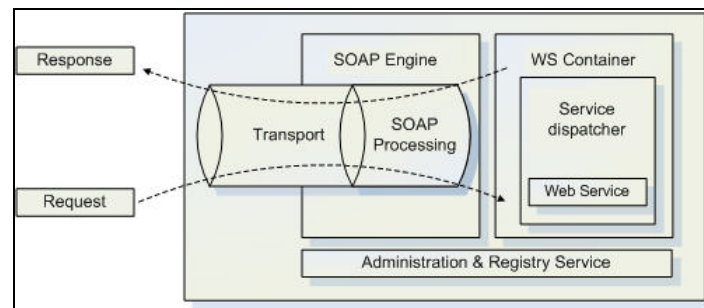 Response
SOAP Engine
WS Container
Service
dispatcher
Transport
SOAP
Processing
Web Service
Request
Administration & Registry Service